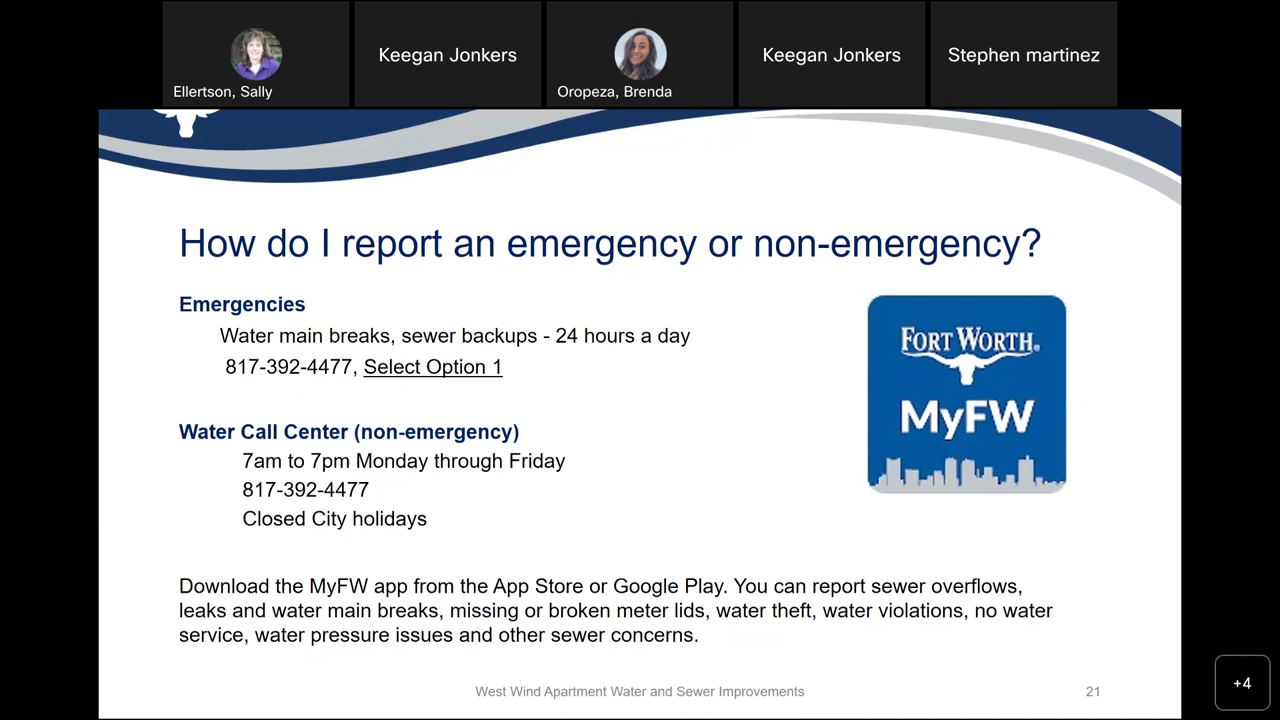 Keegan Jonkers
Keegan Jonkers
Stephen martinez
Ellertson, Sally
Oropeza, Brenda
How do I report an emergency or non-emergency?
Emergencies
Water main breaks, sewer backups - 24 hours a day
817-392-4477, Select Option 1
FORT WORTH®
MyFW
Water Call Center (non-emergency)
7am to 7pm Monday through Friday
817-392-4477
Closed City holidays
Download the MyFW app from the App Store or Google Play. You can report sewer overflows,
leaks and water main breaks, missing or broken meter lids, water theft, water violations, no water
service, water pressure issues and other sewer concerns.
West Wind Apartment Water and Sewer Improvements
21
+4